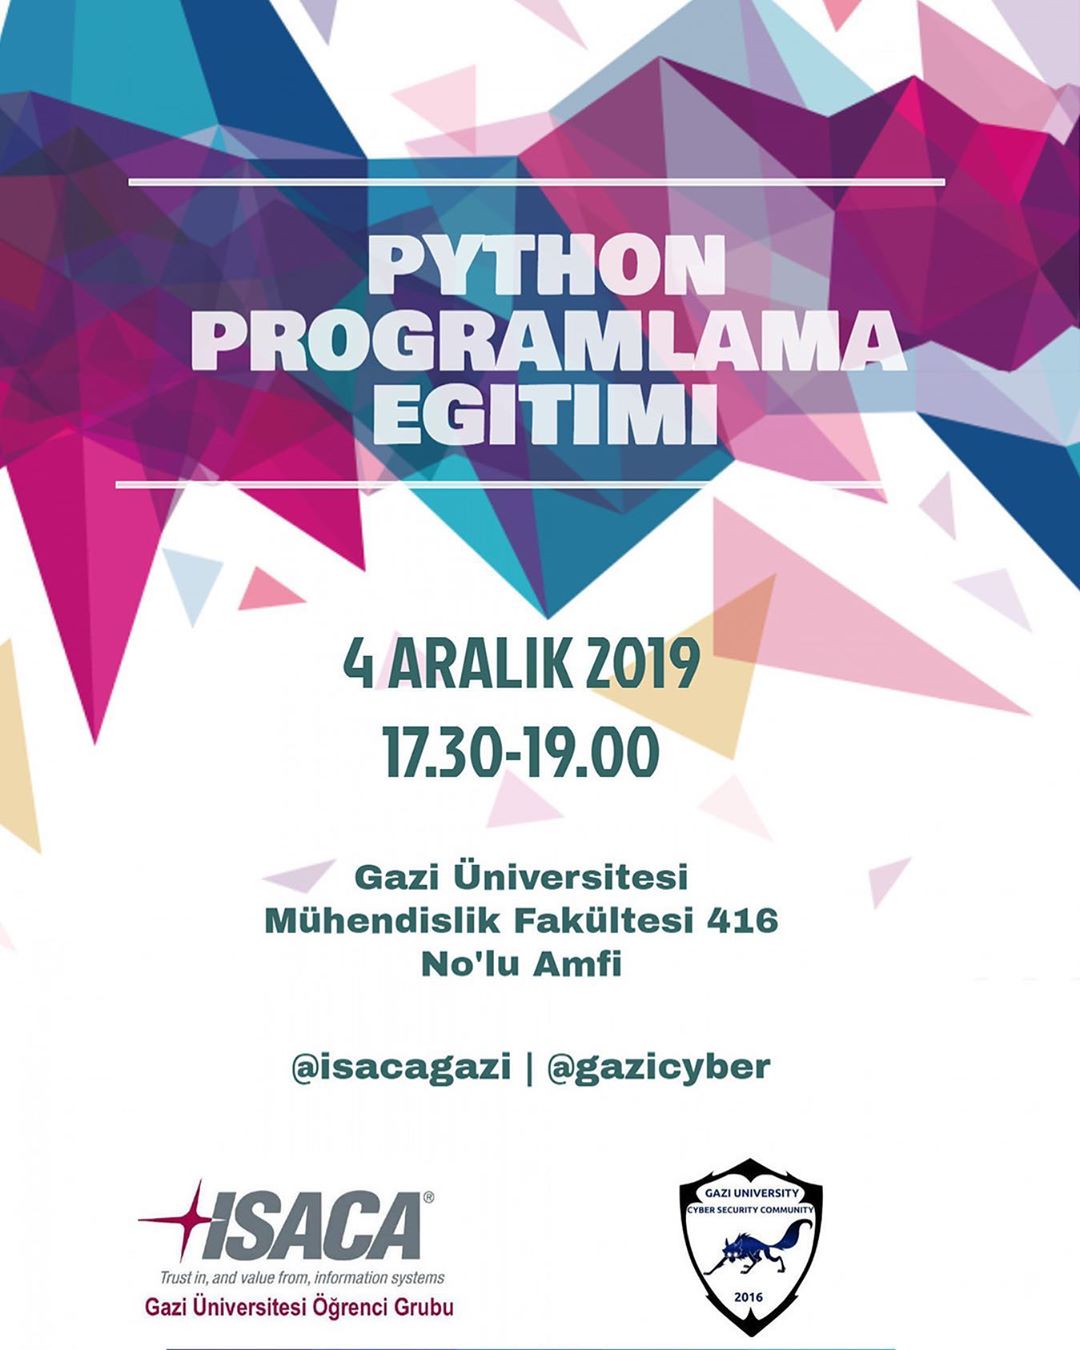 PYTHON
PROGRAMLAMA
EGITIMI
4 ARALIK 2019
17.30-19.00
Gazi Üniversitesi
Mühendislik Fakültesi 416
No'lu Amfi
@isacagazi | @gazicyber
ISACA®
Trust in, and value from, information systems
Gazi Üniversitesi Öğrenci Grubu
GAZI UNIVERSITY
CYBER SECURITY COMMUNITY
2016